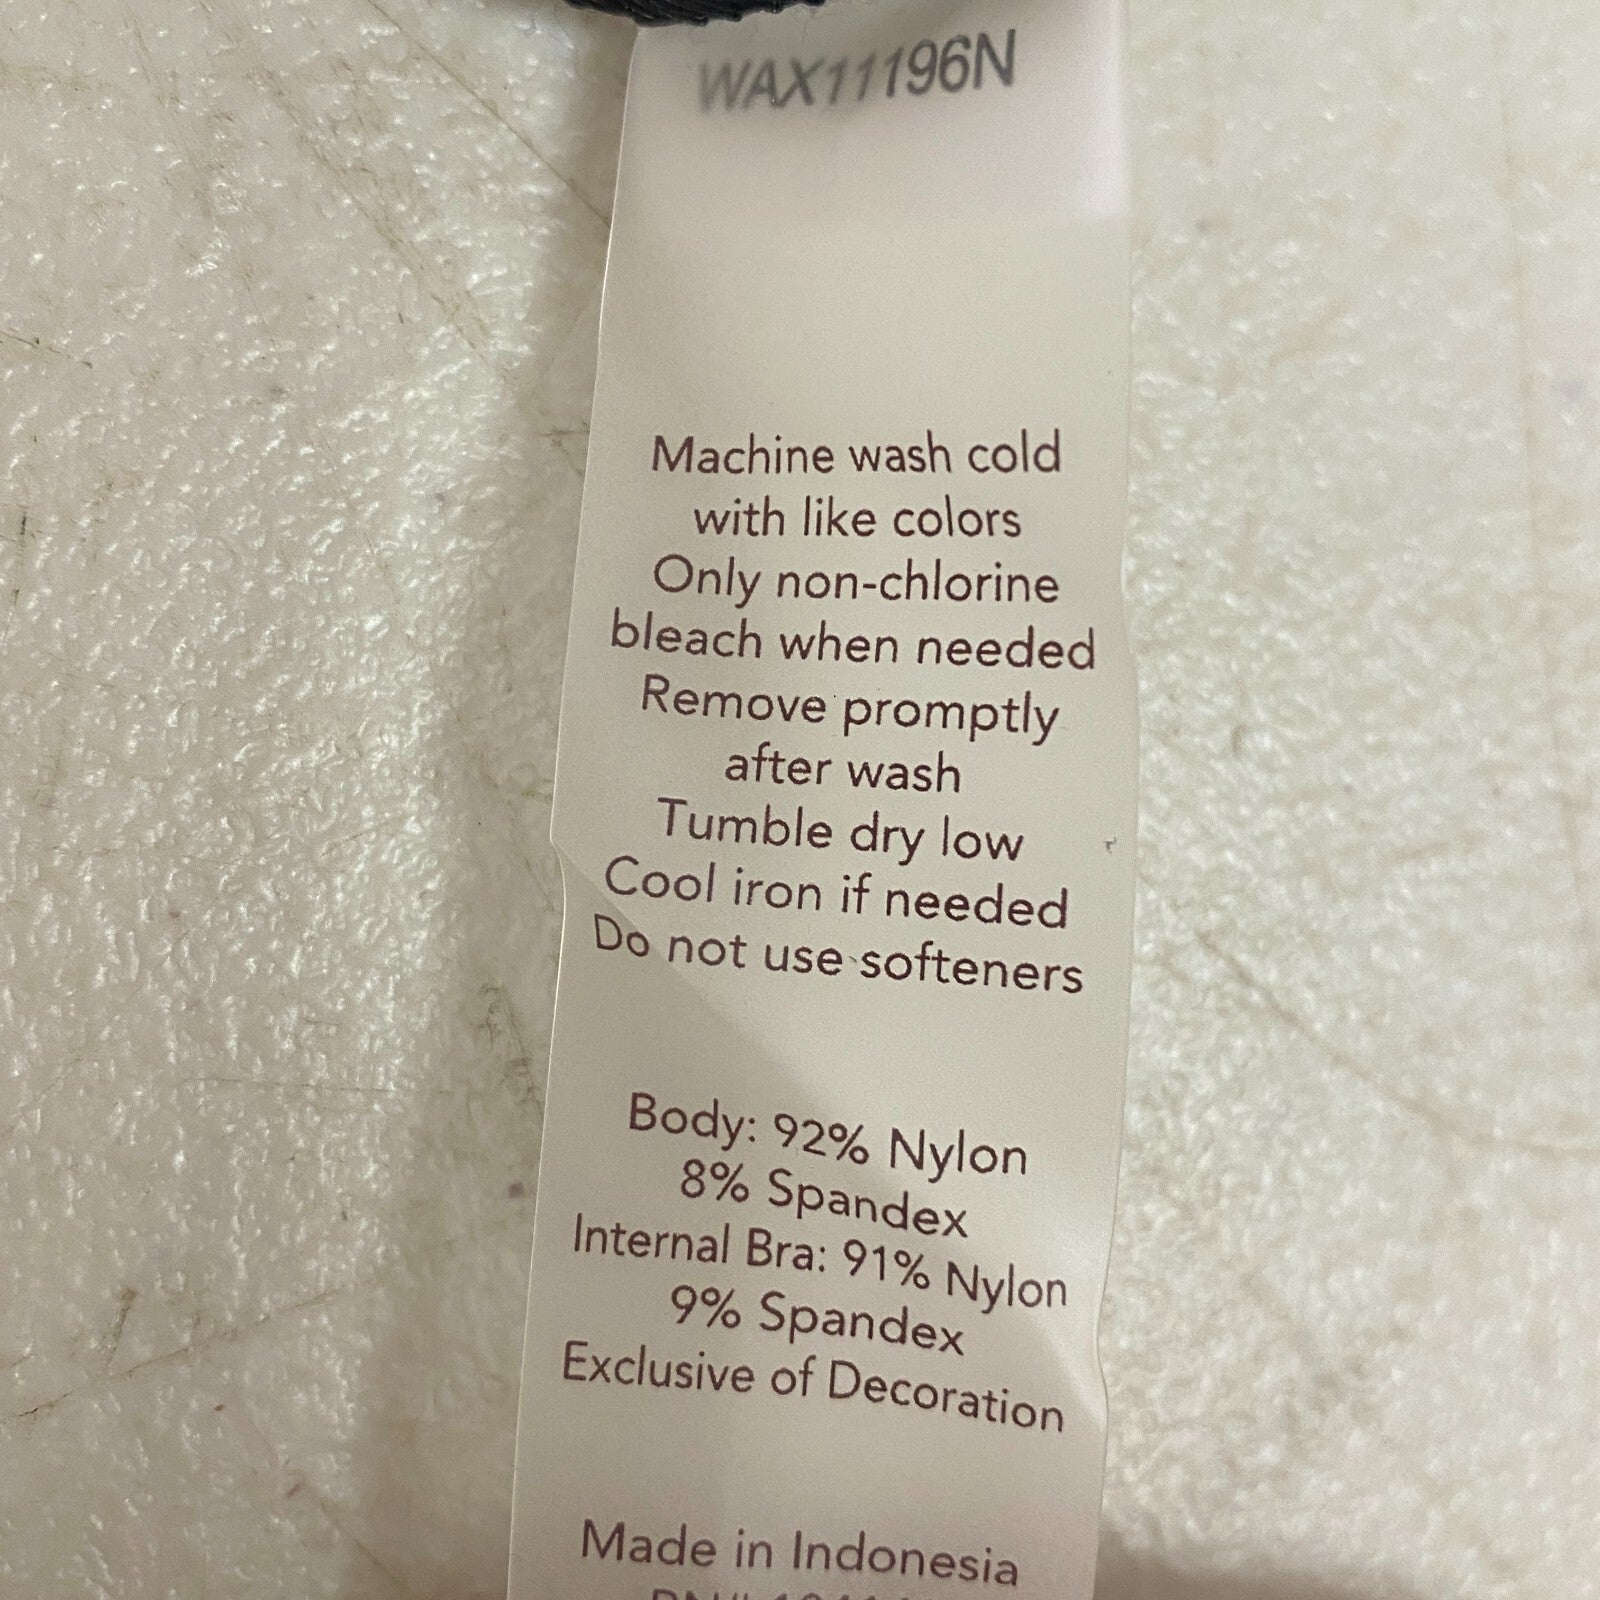 WAX11196N
Machine wash cold
with like colors
Only non-chlorine
bleach when needed
Remove promptly
after wash
Tumble dry low
Cool iron if needed
Do not use softeners
Body: 92% Nylon
8% Spandex
Internal Bra: 91% Nylon
9% Spandex
Exclusive of Decoration
Made in Indonesia